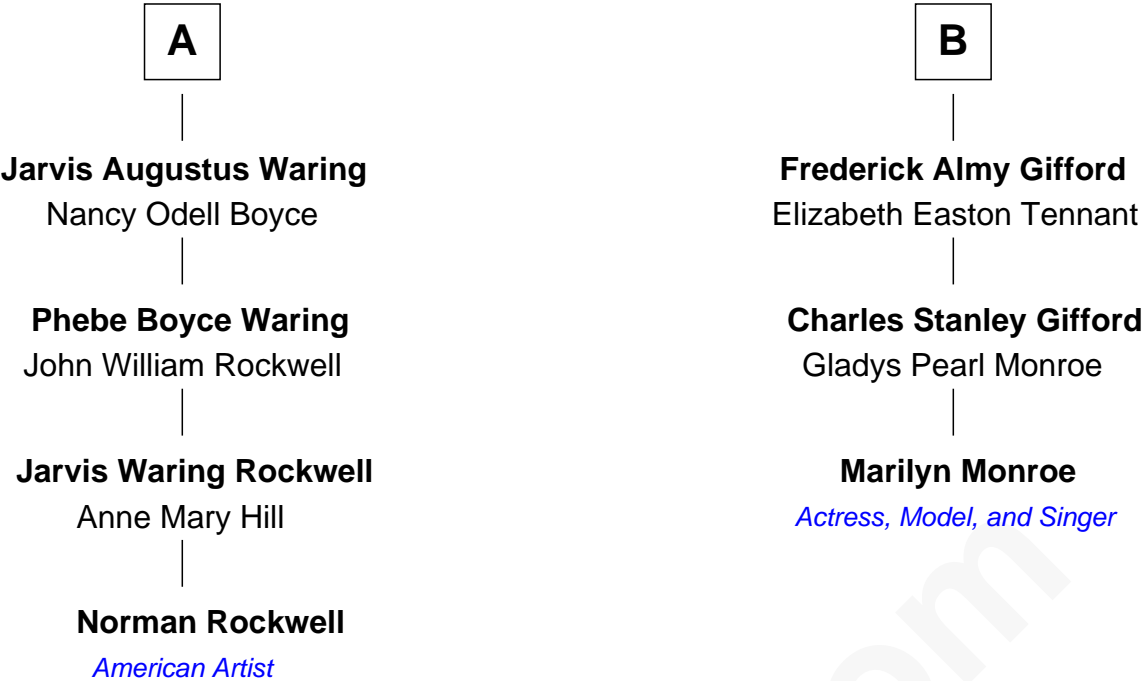 A
Jarvis Augustus Waring
Nancy Odell Boyce
Phebe Boyce Waring
John William Rockwell
Jarvis Waring Rockwell
Anne Mary Hill
Norman Rockwell
American Artist
B
Frederick Almy Gifford
Elizabeth Easton Tennant
Charles Stanley Gifford
Gladys Pearl Monroe
Marilyn Monroe
Actress, Model, and Singer
om